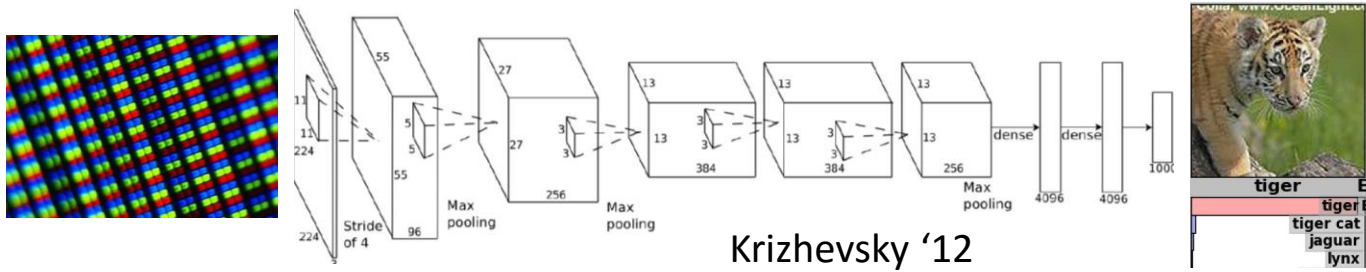 11
11
224
224
3
Stride
of 4
55
55
96
5
5
Max
pooling
27
27
256
3
3
Max
pooling
13
13
384
3
3
13
13
384
3
3
13
13
256
Max
pooling
dense
4096
dense
4096
1000
Krizhevsky ‘12
tiger
tiger
tiger cat
jaguar
lynx